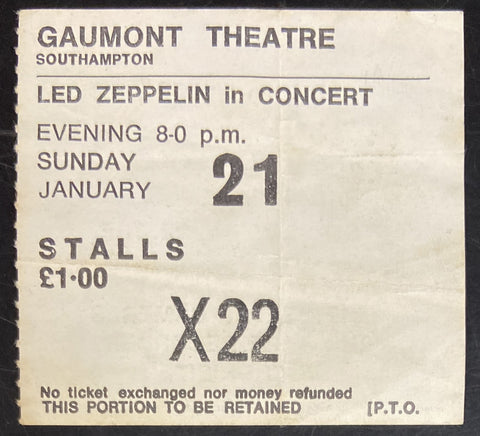 GAUMONT THEATRE
SOUTHAMPTON
LED ZEPPELIN in CONCERT
EVENING 8-0 p.m.
SUNDAY
JANUARY 21
STALLS
£1·00
X22
No ticket exchanged nor money refunded
THIS PORTION TO BE RETAINED [P.T.O.